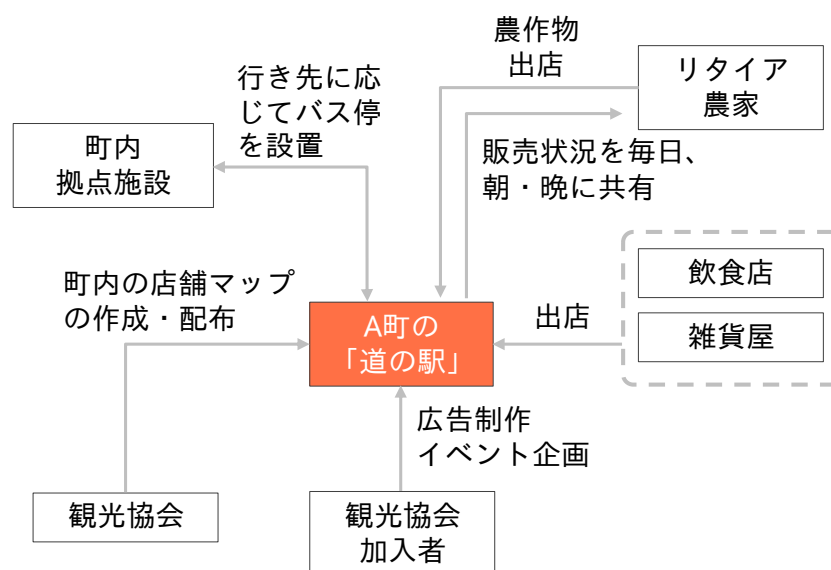 農作物
出店
リタイア
農家
行き先に応
じてバス停
を設置
町内
拠点施設
販売状況を毎日、
朝・晩に共有
飲食店
雑貨屋
町内の店舗マップ
の作成・配布
A町の
「道の駅」
出店
広告制作
イベント企画
観光協会
観光協会
加入者